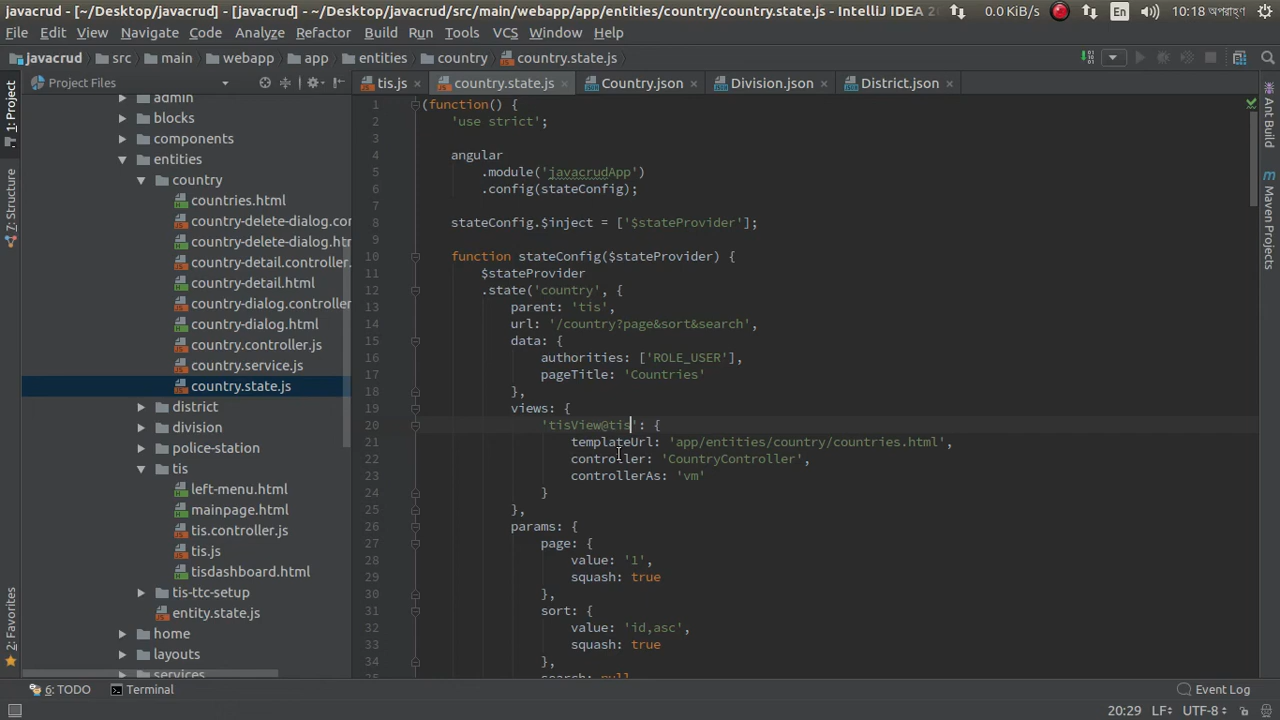 javacrud - [~/Desktop/javacrud] - [javacrud] - ~/Desktop/javacrud/src/main/webapp/app/entities/country/country.state.js - IntelliJ IDEA
0.0 KiB/s
En
10:18 অপরাহ্ণ
File Edit View Navigate Code Analyze Refactor Build Run Tools VCS Window Help
javacrud src main webapp app entities country country.state.js
Project Files
tis.js
country.state.js
Country.json
Division.json
District.json
1: Project
Z: Structure
2: Favorites
admin
blocks
components
entities
country
countries.html
country-delete-dialog.con
country-delete-dialog.htr
country-detail.controller.
country-detail.html
country-dialog.controller
country-dialog.html
country.controller.js
country.service.js
country.state.js
district
division
police-station
tis
left-menu.html
mainpage.html
tis.controller.js
tis.js
tisdashboard.html
tis-ttc-setup
entity.state.js
home
layouts
services
1 (function() {
2 'use strict';
3
4 angular
5 .module('javacrudApp')
6 .config(stateConfig);
7
8 stateConfig.$inject = ['$stateProvider'];
9
10 function stateConfig($stateProvider) {
11 $stateProvider
12 .state('country', {
13 parent: 'tis',
14 url: '/country?page&sort&search',
15 data: {
16 authorities: ['ROLE_USER'],
17 pageTitle: 'Countries'
18 },
19 views: {
20 'tisView@tis': {
21 templateUrl: 'app/entities/country/countries.html',
22 controller: 'CountryController',
23 controllerAs: 'vm'
24 }
25 },
26 params: {
27 page: {
28 value: '1',
29 squash: true
30 },
31 sort: {
32 value: 'id,asc',
33 squash: true
34 },
search: null
Ant Build
Maven Projects
6: TODO
Terminal
Event Log
20:29 LF÷ UTF-8÷